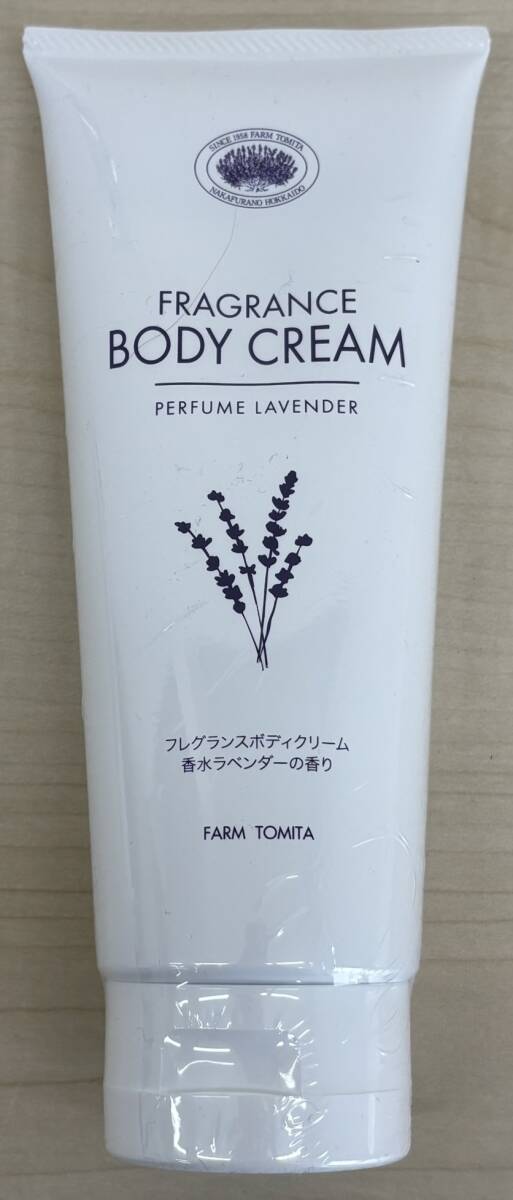 SINCE 1958 FARM TOMITA
NAKAFURANO HOKKAIDO
FRAGRANCE
BODY CREAM
PERFUME LAVENDER
フレグランスボディクリーム
香水ラベンダーの香り
FARM TOMITA